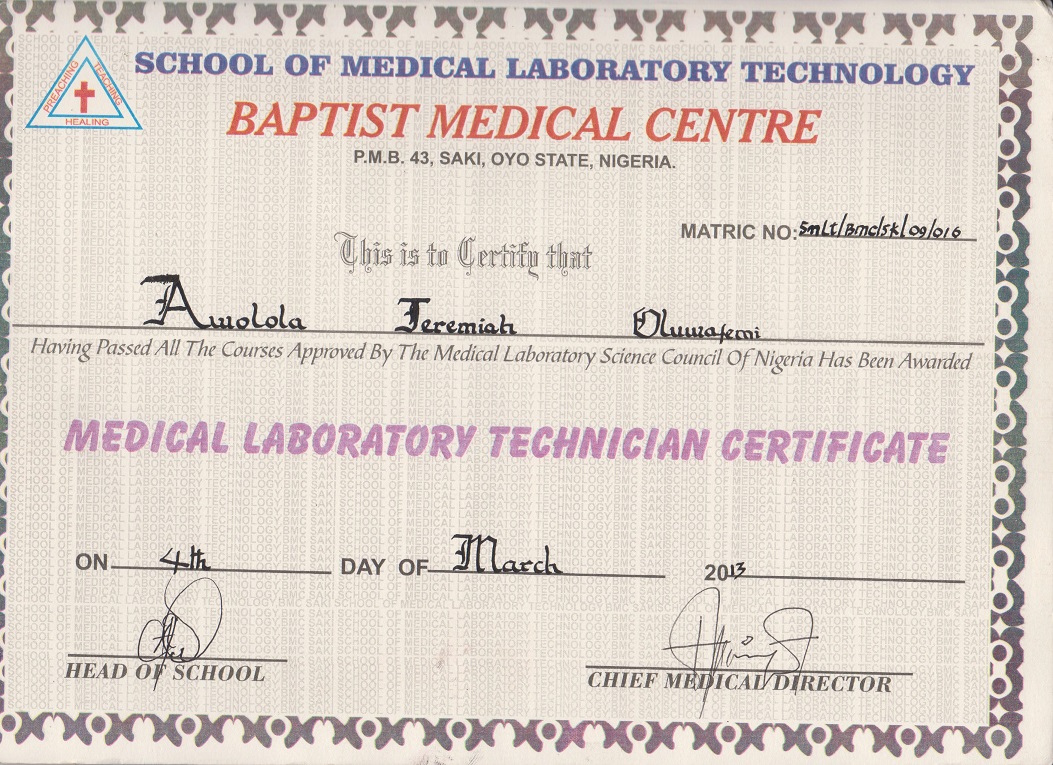 PREACHING TEACHING
HEALING
SCHOOL OF MEDICAL LABORATORY TECHNOLOGY
BAPTIST MEDICAL CENTRE
P.M.B. 43, SAKI, OYO STATE, NIGERIA.
MATRIC NO: SmLt/Bmc/sk/09/016
This is to Certify that
Awolola Jeremiah Oluwafemi
Having Passed All The Courses Approved By The Medical Laboratory Science Council Of Nigeria Has Been Awarded
MEDICAL LABORATORY TECHNICIAN CERTIFICATE
ON 4th DAY OF March 2013
HEAD OF SCHOOL
CHIEF MEDICAL DIRECTOR